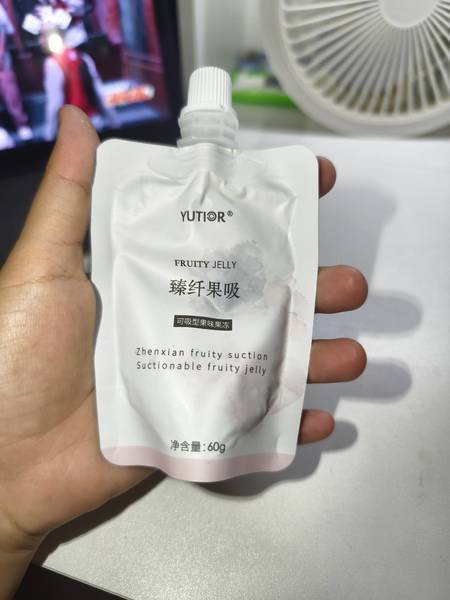 YUTIOR®
FRUITY JELLY
臻纤果吸
可吸型果味果冻
Zhenxian fruity suction
Suctionable fruity jelly
净含量:60g